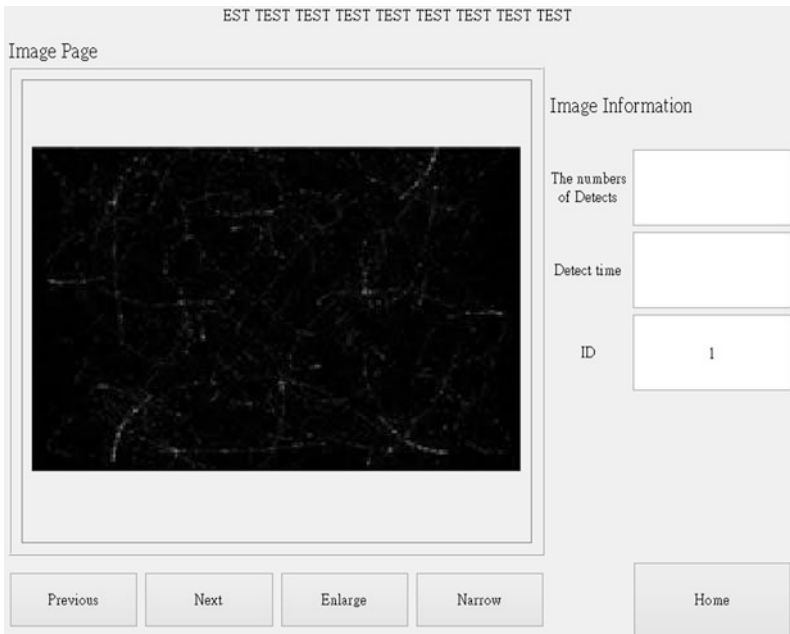 EST TEST TEST TEST TEST TEST TEST TEST TEST
Image Page
Image Information
The numbers
of Detects
Detect time
ID
1
Previous
Next
Enlarge
Narrow
Home